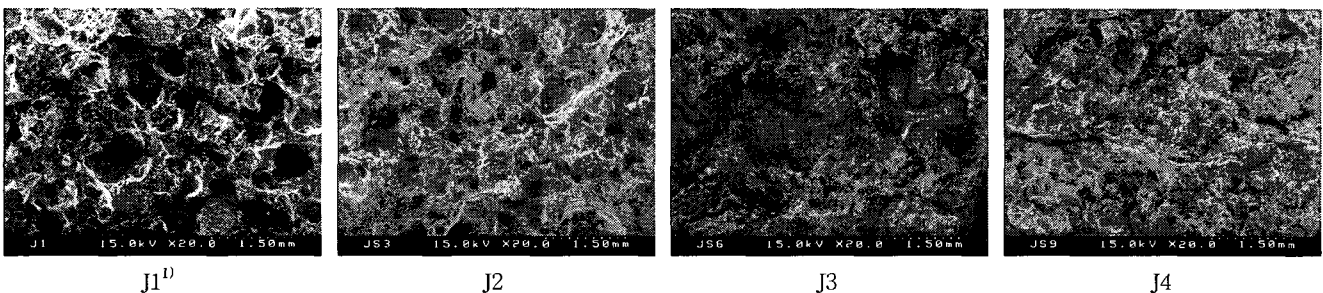 J1 15.0kV X20.0 1.50mm
JS3 15.0kV X20.0 1.50mm
JS6 15.0kV X20.0 1.50mm
JS9 15.0kV X20.0 1.50mm
J1¹⁾
J2
J3
J4